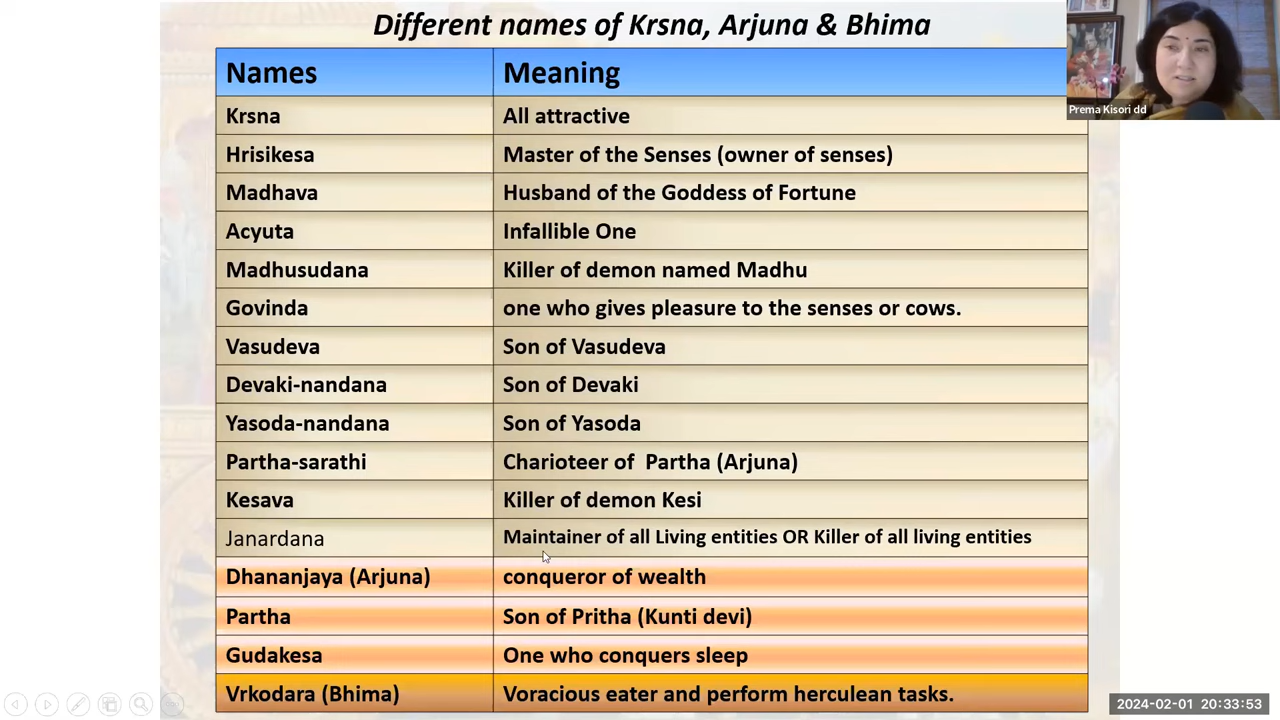 Different names of Krsna, Arjuna & Bhima
Names Meaning
Krsna All attractive
Hrisikesa Master of the Senses (owner of senses)
Madhava Husband of the Goddess of Fortune
Acyuta Infallible One
Madhusudana Killer of demon named Madhu
Govinda one who gives pleasure to the senses or cows.
Vasudeva Son of Vasudeva
Devaki-nandana Son of Devaki
Yasoda-nandana Son of Yasoda
Partha-sarathi Charioteer of Partha (Arjuna)
Kesava Killer of demon Kesi
Janardana Maintainer of all Living entities OR Killer of all living entities
Dhananjaya (Arjuna) conqueror of wealth
Partha Son of Pritha (Kunti devi)
Gudakesa One who conquers sleep
Vrkodara (Bhima) Voracious eater and perform herculean tasks.
Prema Kisori dd
2024-02-01 20:33:53